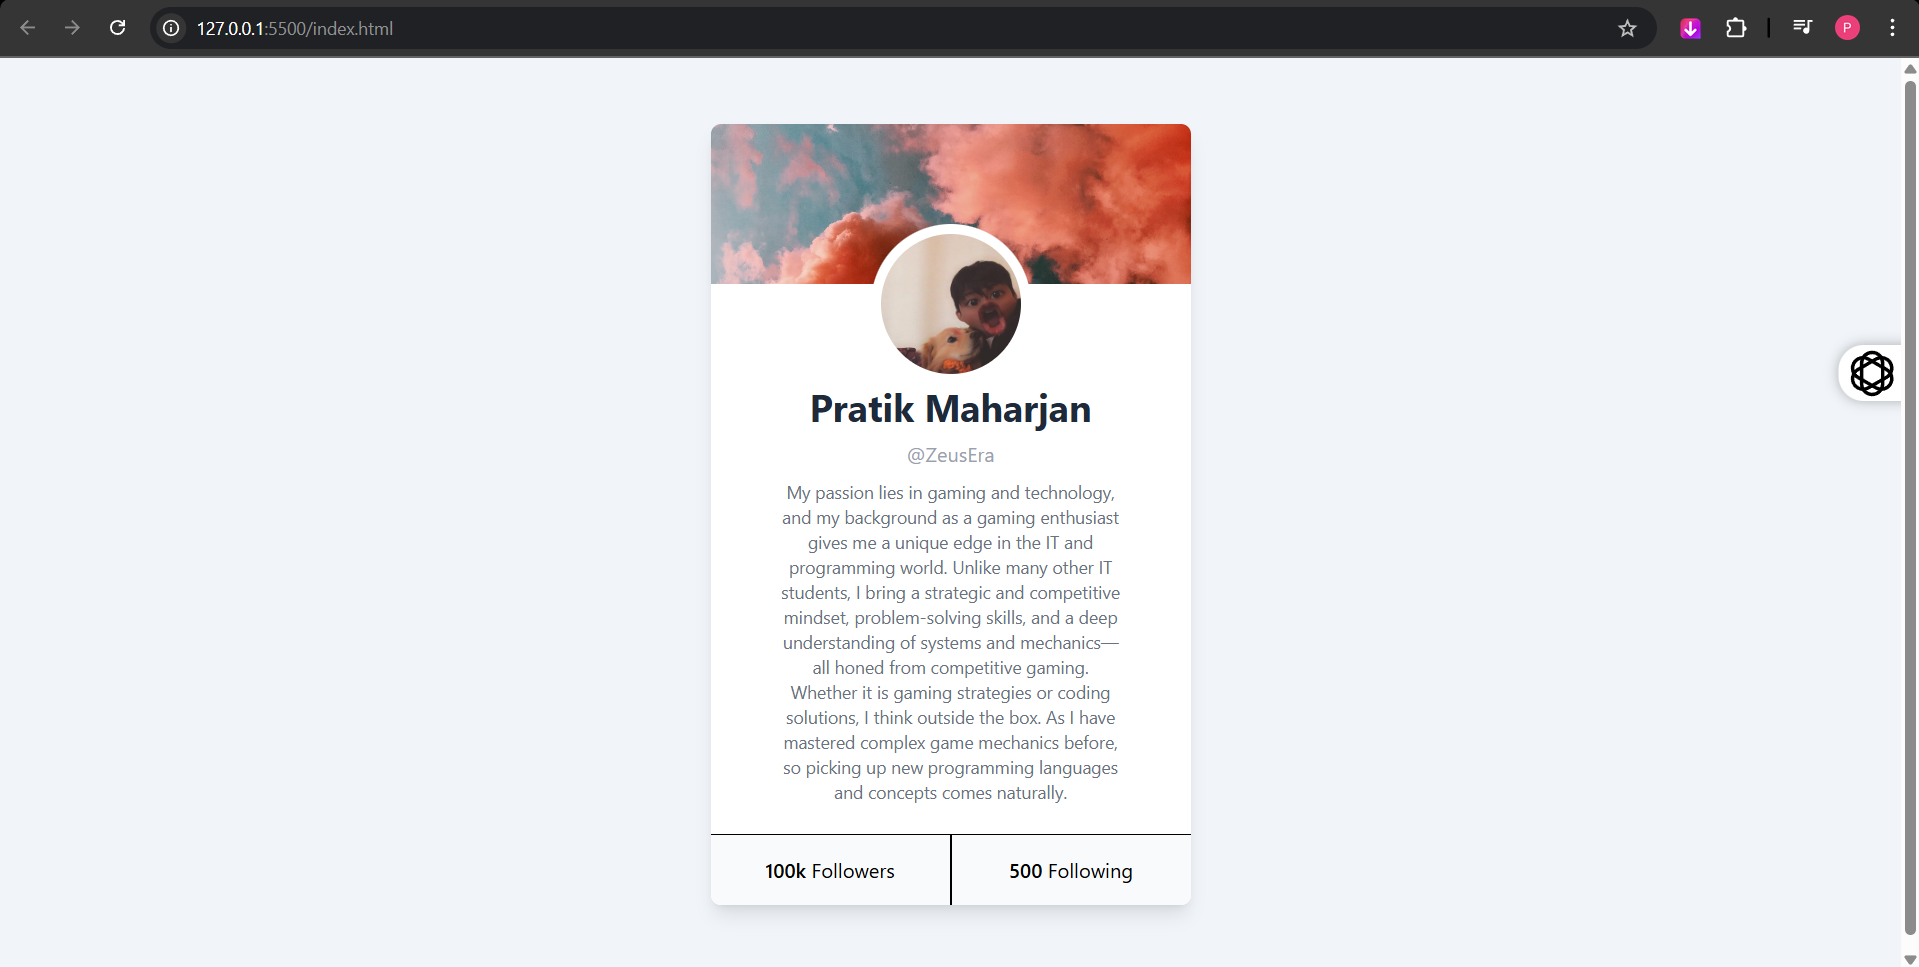 127.0.0.1:5500/index.html
P
Pratik Maharjan
@ZeusEra
My passion lies in gaming and technology,
and my background as a gaming enthusiast
gives me a unique edge in the IT and
programming world. Unlike many other IT
students, I bring a strategic and competitive
mindset, problem-solving skills, and a deep
understanding of systems and mechanics—
all honed from competitive gaming.
Whether it is gaming strategies or coding
solutions, I think outside the box. As I have
mastered complex game mechanics before,
so picking up new programming languages
and concepts comes naturally.
100k Followers
500 Following